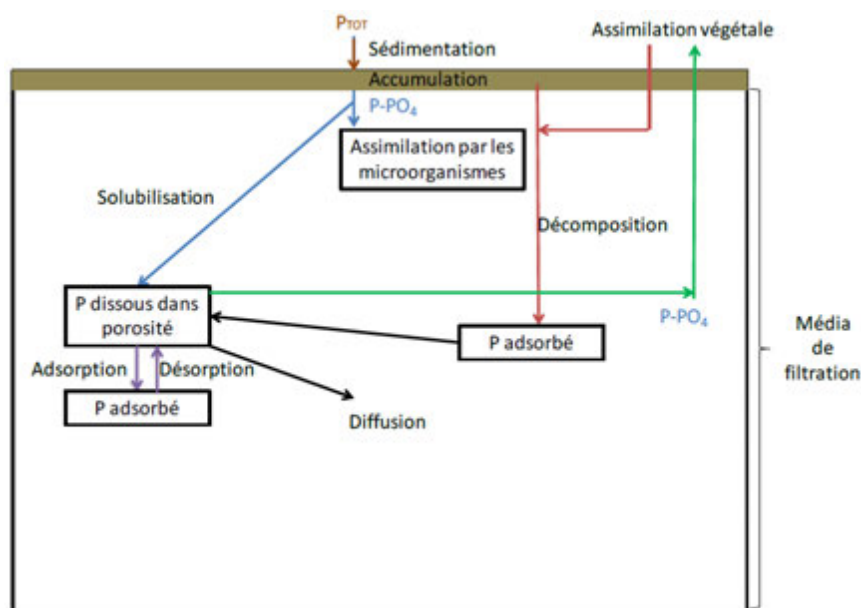 PTOT
Sédimentation
Assimilation végétale
Accumulation
P-PO4
Assimilation par les
microorganismes
Solubilisation
Décomposition
P dissous dans
porosité
P-PO4
P adsorbé
Média
de
filtration
Adsorption
Désorption
P adsorbé
Diffusion